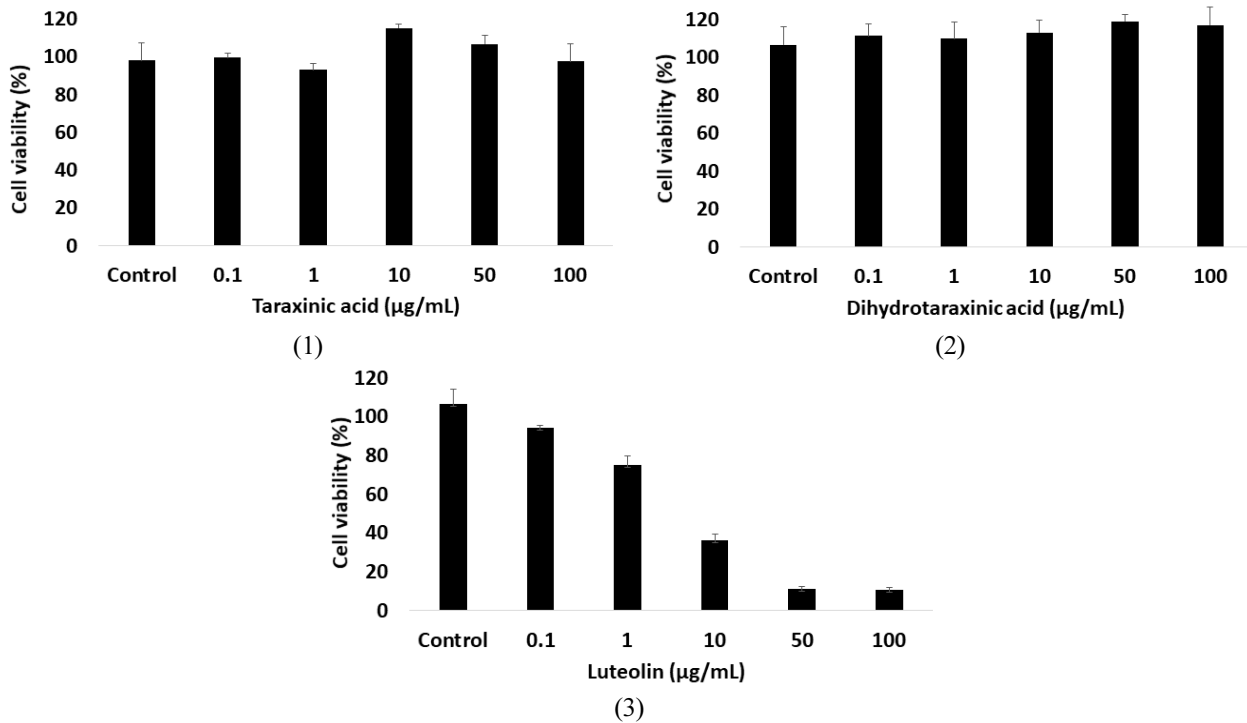 120
100
80
60
40
20
0
Cell viability (%)
Control 0.1 1 10 50 100
Taraxinic acid (µg/mL)
(1)
120
100
80
60
40
20
0
Cell viability (%)
Control 0.1 1 10 50 100
Dihydrotaraxinic acid (µg/mL)
(2)
120
100
80
60
40
20
0
Cell viability (%)
Control 0.1 1 10 50 100
Luteolin (µg/mL)
(3)